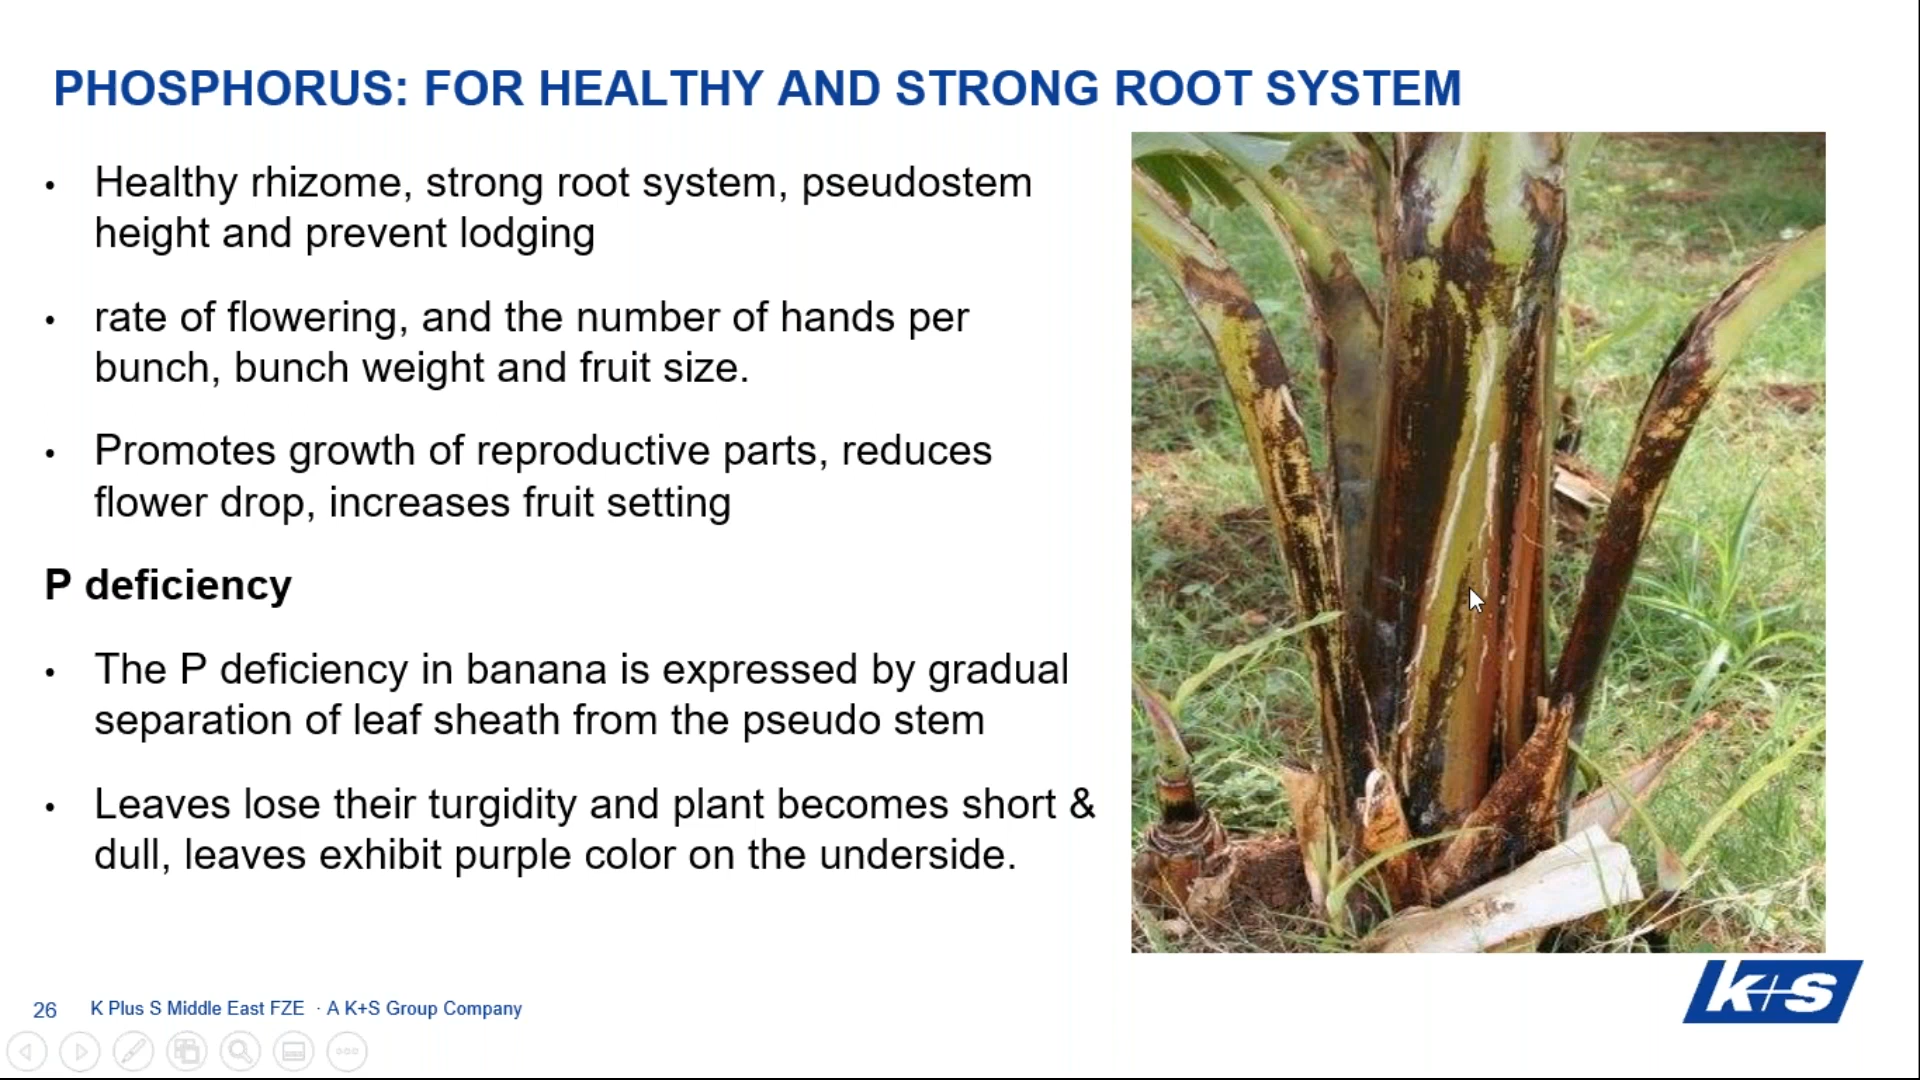 PHOSPHORUS: FOR HEALTHY AND STRONG ROOT SYSTEM
• Healthy rhizome, strong root system, pseudostem
height and prevent lodging
• rate of flowering, and the number of hands per
bunch, bunch weight and fruit size.
• Promotes growth of reproductive parts, reduces
flower drop, increases fruit setting
P deficiency
• The P deficiency in banana is expressed by gradual
separation of leaf sheath from the pseudo stem
• Leaves lose their turgidity and plant becomes short &
dull, leaves exhibit purple color on the underside.
26 K Plus S Middle East FZE · A K+S Group Company
K+S